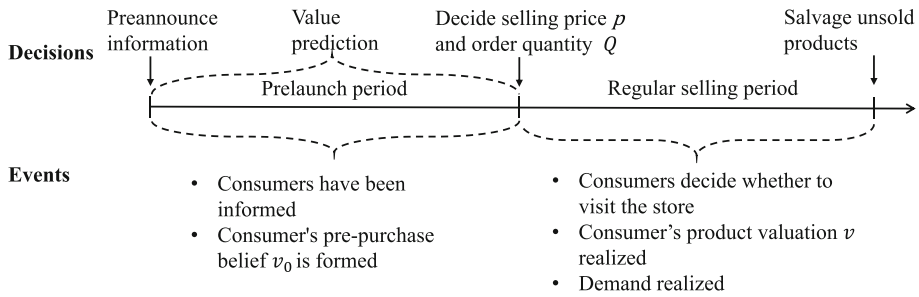 Preannounce
information
Value
prediction
Decide selling price p
and order quantity Q
Salvage unsold
products
Decisions
Prelaunch period
Regular selling period
Events
• Consumers have been
informed
• Consumer's pre-purchase
belief v₀ is formed
• Consumers decide whether to
visit the store
• Consumer’s product valuation v
realized
• Demand realized